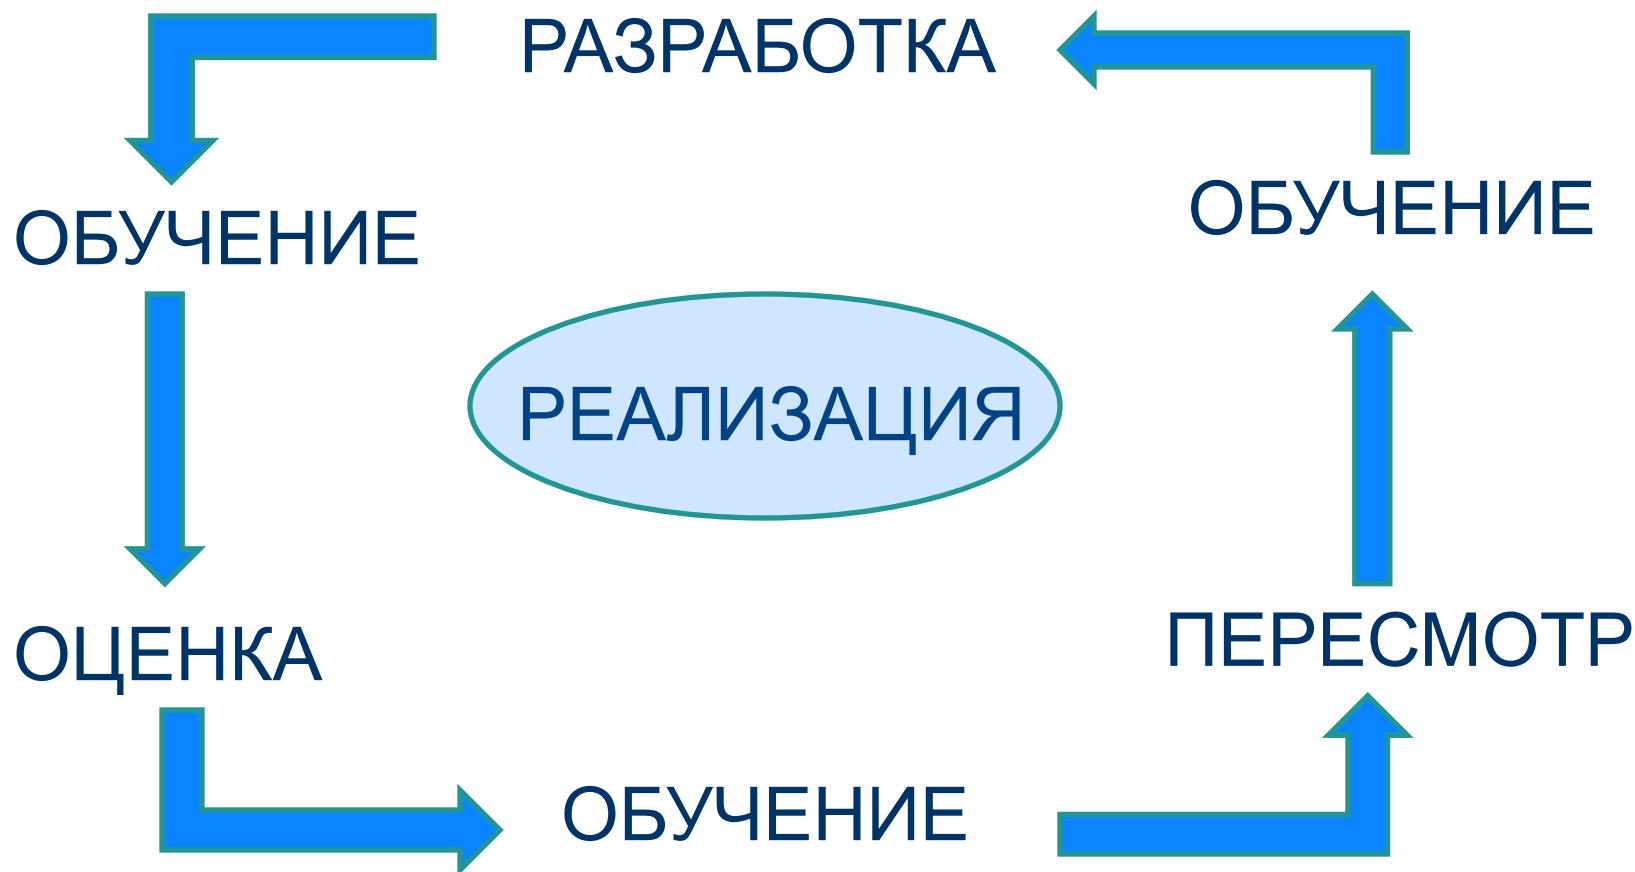 РАЗРАБОТКА
ОБУЧЕНИЕ
ОБУЧЕНИЕ
РЕАЛИЗАЦИЯ
ОЦЕНКА
ПЕРЕСМОТР
ОБУЧЕНИЕ